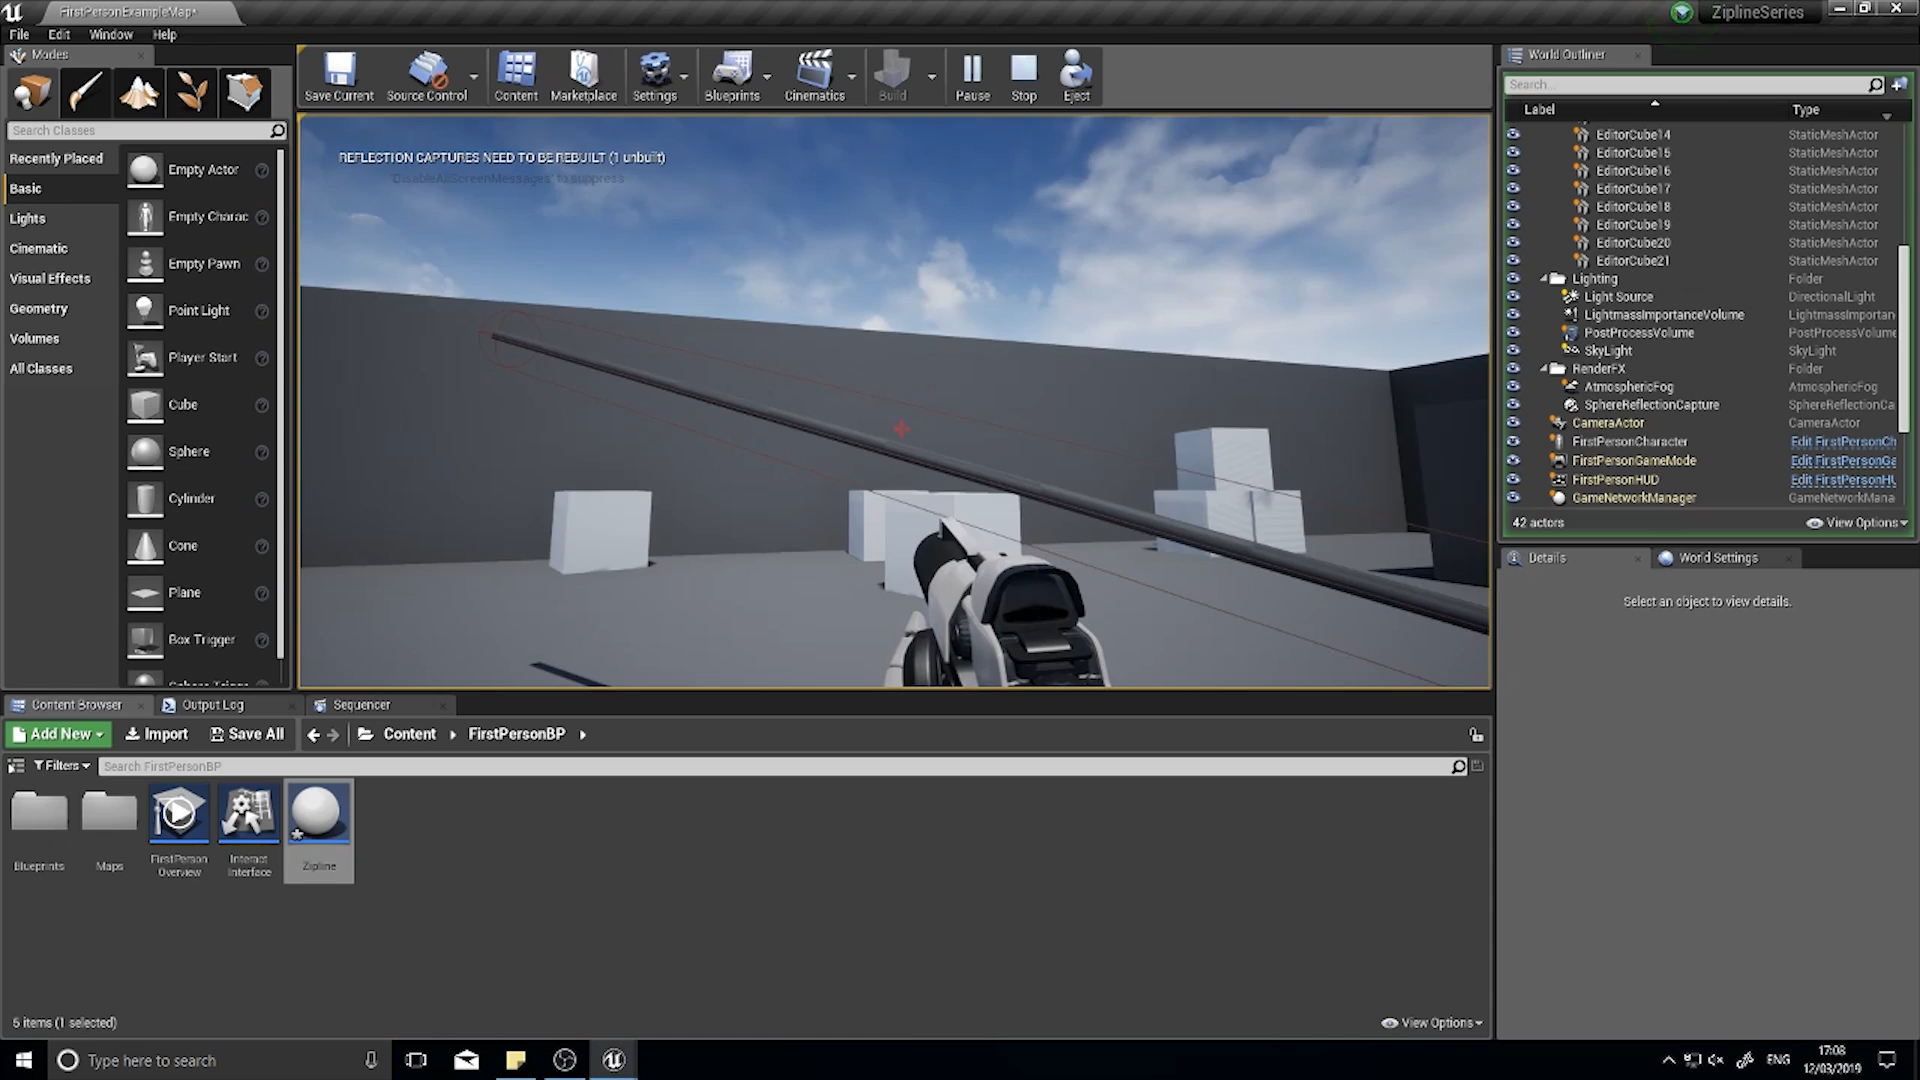 FirstPersonExampleMap*
ZiplineSeries
File Edit Window Help
Modes
Save Current
Source Control
Content
Marketplace
Settings
Blueprints
Cinematics
Build
Pause
Stop
Eject
Search Classes
Recently Placed
Basic
Lights
Cinematic
Visual Effects
Geometry
Volumes
All Classes
Empty Actor
Empty Charac
Empty Pawn
Point Light
Player Start
Cube
Sphere
Cylinder
Cone
Plane
Box Trigger
REFLECTION CAPTURES NEED TO BE REBUILT (1 unbuilt)
'DisableAllScreenMessages' to suppress
World Outliner
Search...
Label Type
EditorCube14 StaticMeshActor
EditorCube15 StaticMeshActor
EditorCube16 StaticMeshActor
EditorCube17 StaticMeshActor
EditorCube18 StaticMeshActor
EditorCube19 StaticMeshActor
EditorCube20 StaticMeshActor
EditorCube21 StaticMeshActor
Lighting Folder
Light Source DirectionalLight
LightmassImportanceVolume LightmassImportan
PostProcessVolume PostProcessVolume
SkyLight SkyLight
RenderFX Folder
AtmosphericFog AtmosphericFog
SphereReflectionCapture SphereReflectionCa
CameraActor CameraActor
FirstPersonCharacter Edit FirstPersonCh
FirstPersonGameMode Edit FirstPersonGa
FirstPersonHUD Edit FirstPersonHU
GameNetworkManager GameNetworkMana
42 actors
View Options
Details
World Settings
Select an object to view details.
Content Browser
Output Log
Sequencer
Add New
Import
Save All
Content
FirstPersonBP
Filters
Search FirstPersonBP
Blueprints
Maps
FirstPerson
Overview
Interact
Interface
Zipline
5 items (1 selected)
View Options
Type here to search
ENG
17:08
12/03/2019